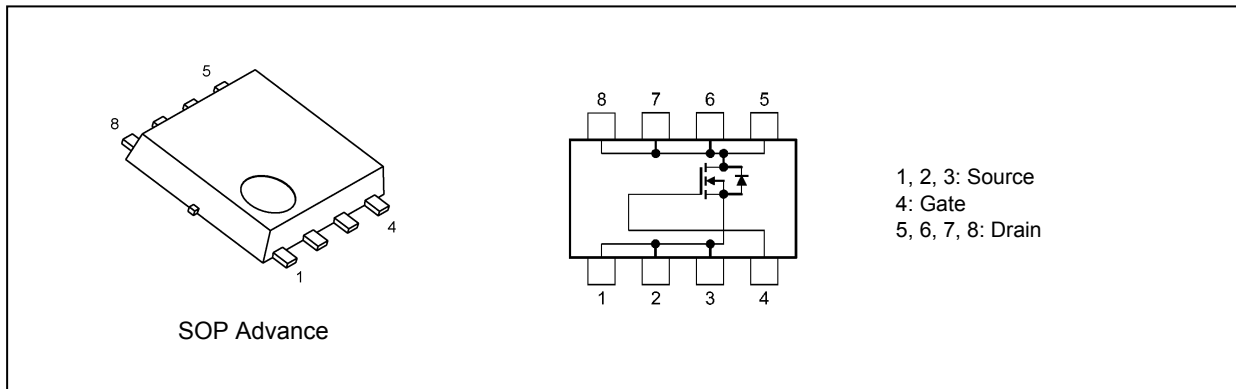 5
8
4
1
SOP Advance
8 7 6 5
1 2 3 4
1, 2, 3: Source
4: Gate
5, 6, 7, 8: Drain